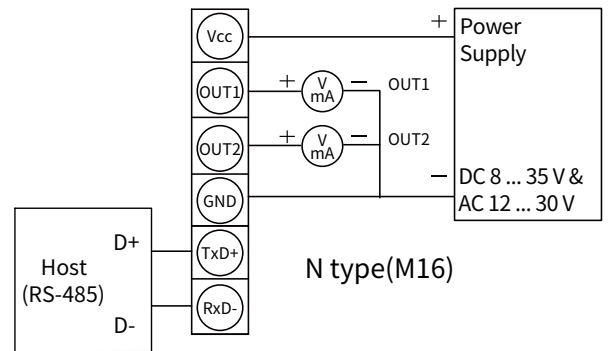 Vcc
+
Power
Supply
OUT1
+
V
mA
—
OUT1
OUT2
+
V
mA
—
OUT2
GND
—
DC 8 ... 35 V &
AC 12 ... 30 V
Host
(RS-485)
D+
TxD+
D-
RxD-
N type(M16)